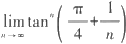 lim tanⁿ ( π/4 + 1/n )
n→∞